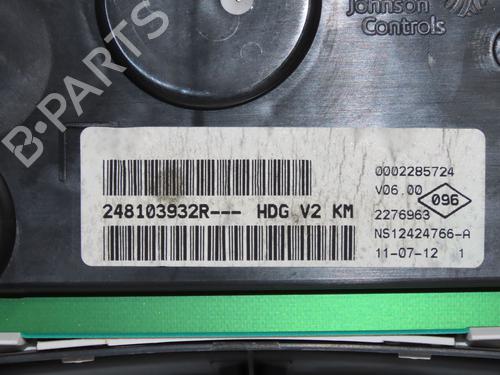 Johnson
Controls
B-PARTS
0002285724
V06.00
096
248103932R--- HDG V2 KM
2276963
NS12424766-A
11-07-12 1